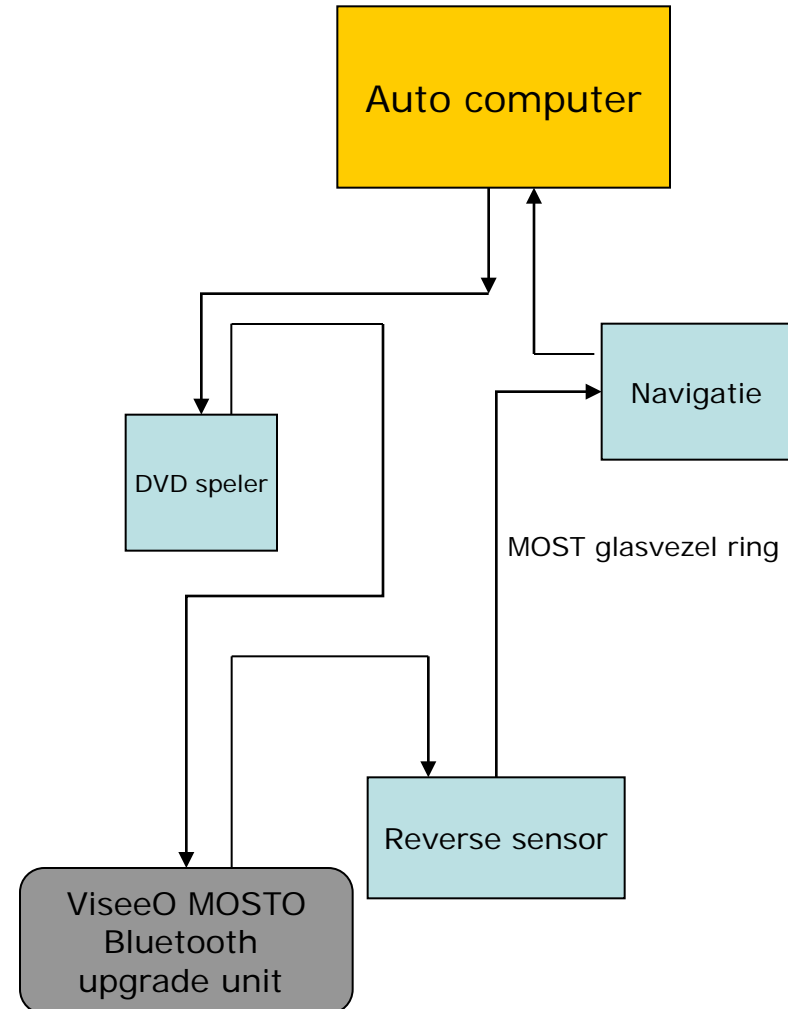 Auto computer
Navigatie
DVD speler
MOST glasvezel ring
Reverse sensor
ViseeO MOSTO
Bluetooth
upgrade unit